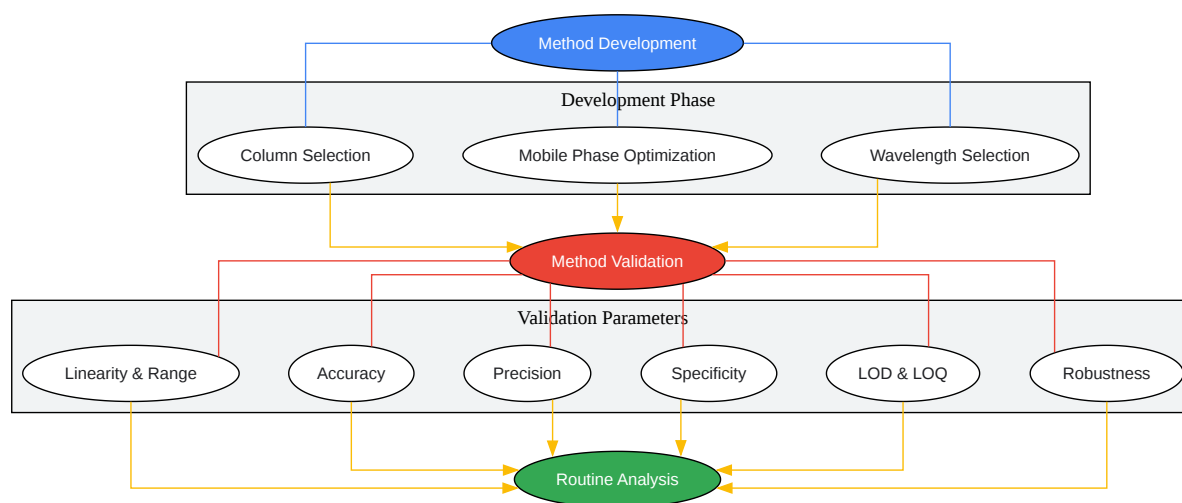 Method Development
Development Phase
Column Selection
Mobile Phase Optimization
Wavelength Selection
Method Validation
Validation Parameters
Linearity & Range
Accuracy
Precision
Specificity
LOD & LOQ
Robustness
Routine Analysis